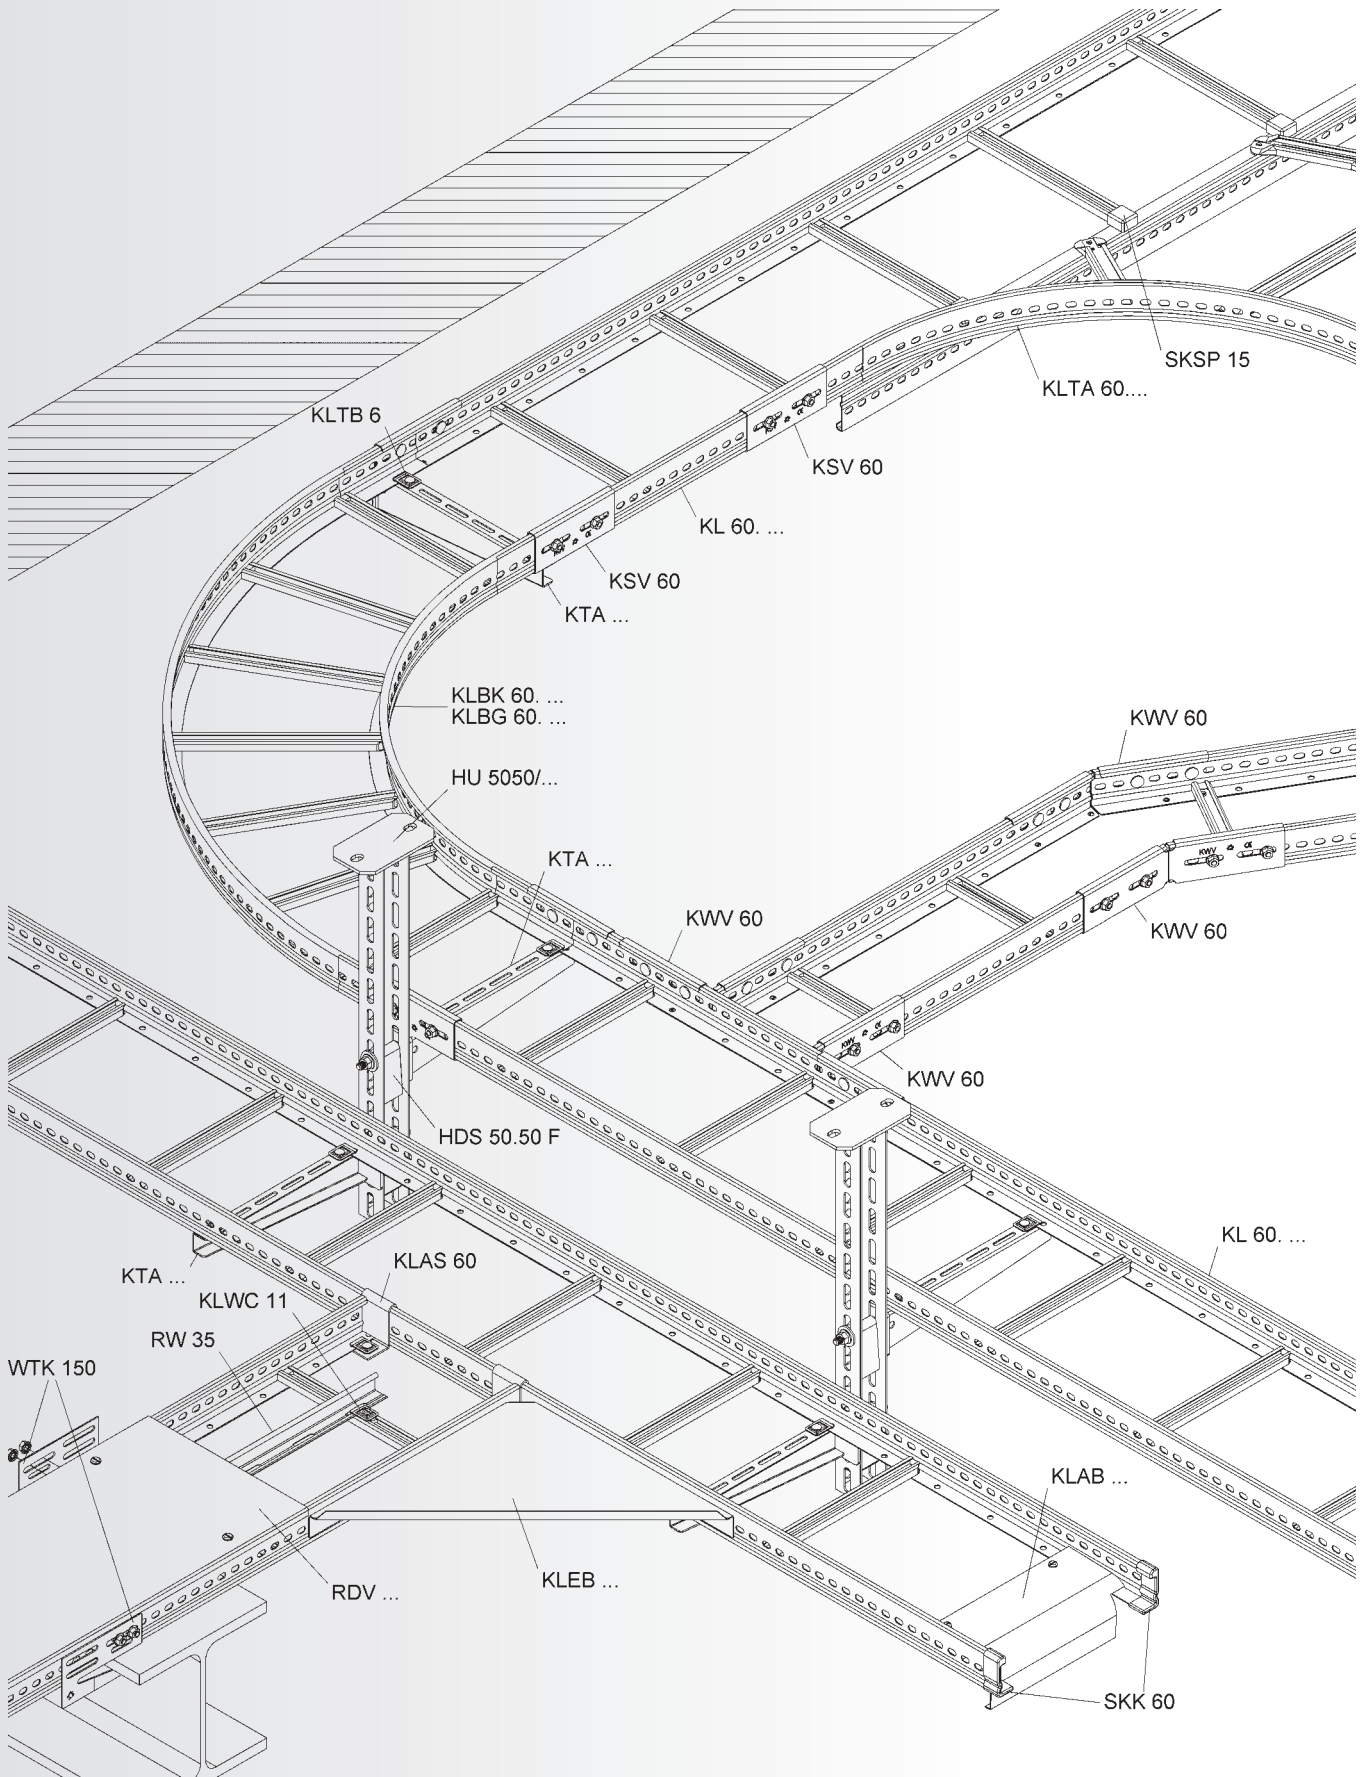 SKSP 15
KLTA 60....
KLTB 6
KSV 60
KL 60. ...
KSV 60
KTA ...
KLBK 60. ...
KLBG 60. ...
KWV 60
HU 5050/...
KTA ...
KWV 60
KWV
KWV 60
KWV
KWV 60
HDS 50.50 F
KL 60. ...
KLAS 60
KTA ...
KLWC 11
RW 35
WTK 150
KLAB ...
KLEB ...
RDV ...
SKK 60